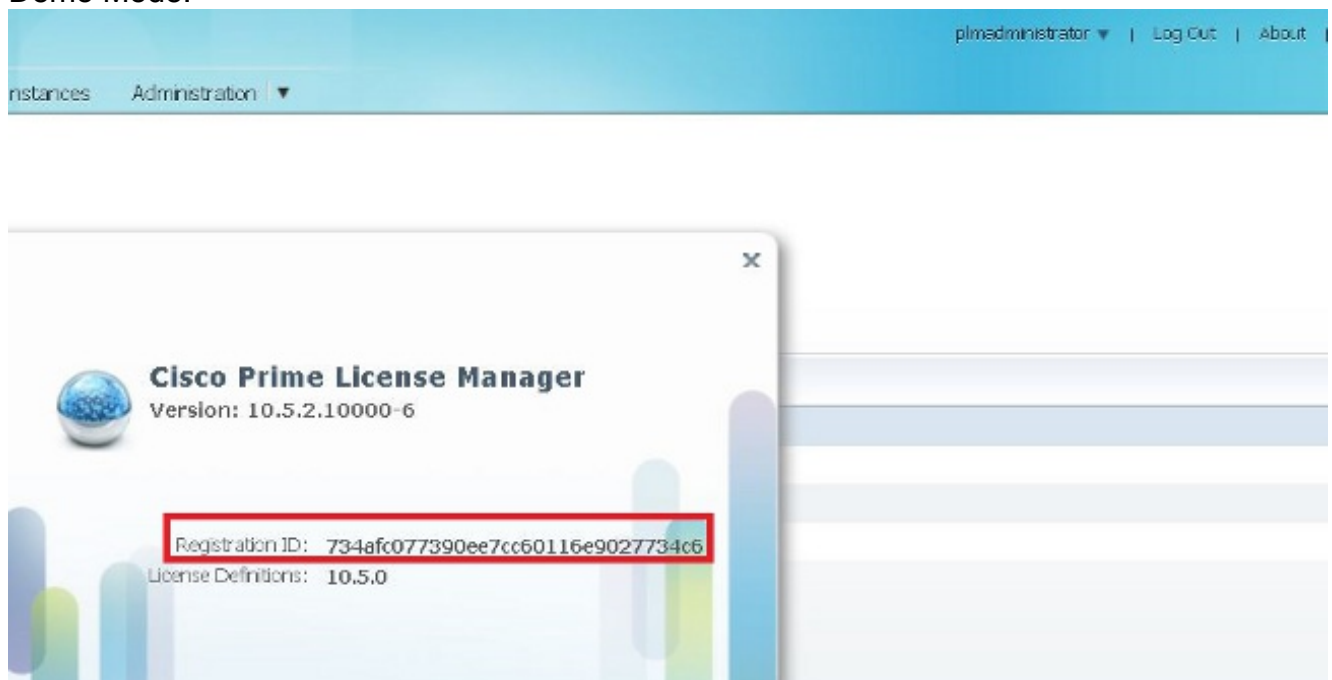 Demo Mode.
plmadministrator ▼ | Log Out | About |
nstances Administration ▼
x
Cisco Prime License Manager
Version: 10.5.2.10000-6
Registration ID: 734afc077390ee7cc60116e9027734c6
License Definitions: 10.5.0